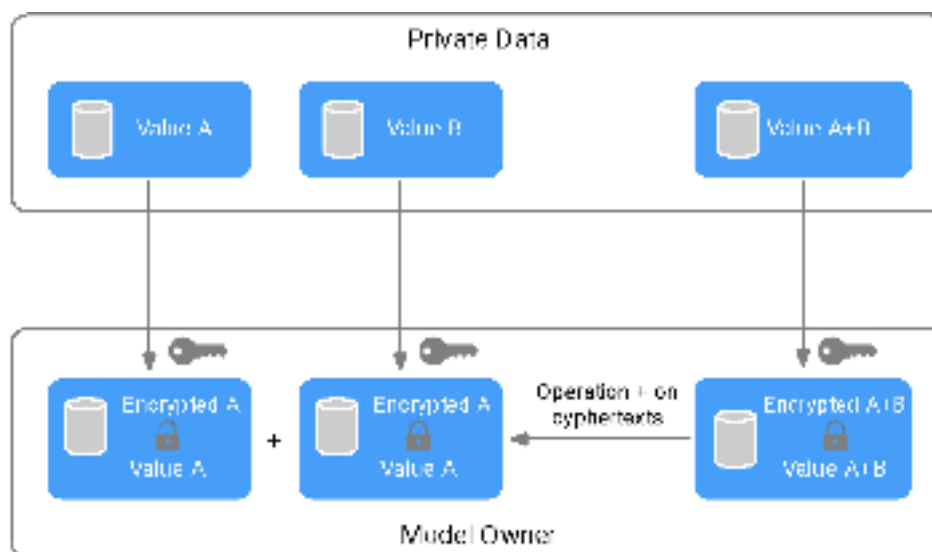 Private Data
Value A
Value B
Value A+B
Encrypted A
Value A
+
Encrypted A
Value A
Operation + on
cyphertexts
Encrypted A+B
Value A+B
Model Owner